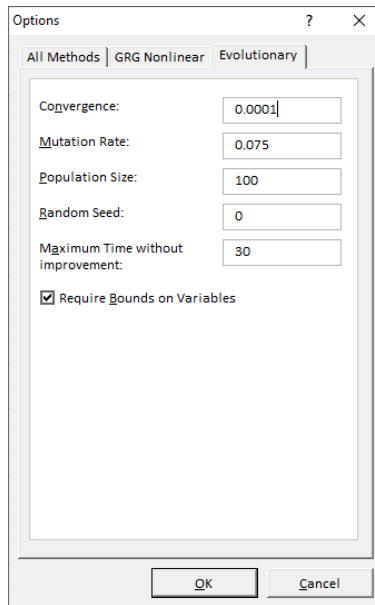 Options ?
All Methods GRG Nonlinear Evolutionary
Convergence: 0.0001
Mutation Rate: 0.075
Population Size: 100
Random Seed: 0
Maximum Time without 30
improvement:
Require Bounds on Variables
OK Cancel